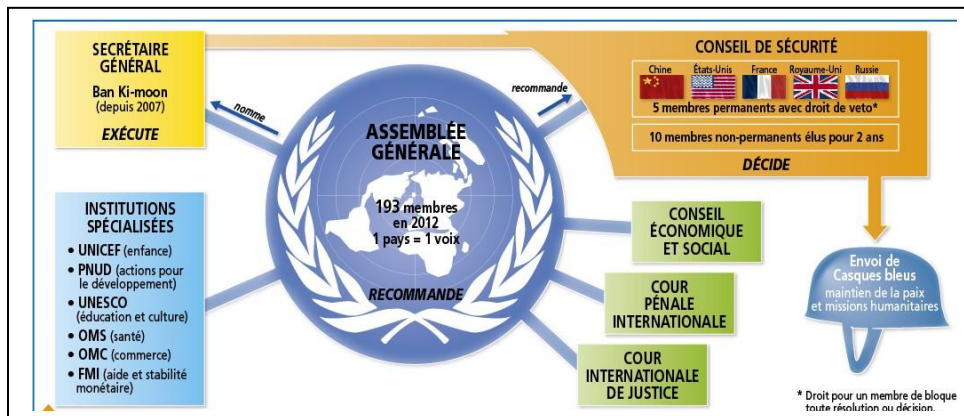 SECRÉTAIRE
GÉNÉRAL
Ban Ki-moon
(depuis 2007)
EXÉCUTE
nomme
recommande
CONSEIL DE SÉCURITÉ
Chine
États-Unis
France
Royaume-Uni
Russie
5 membres permanents avec droit de veto*
10 membres non-permanents élus pour 2 ans
DÉCIDE
ASSEMBLÉE
GÉNÉRALE
193 membres
en 2012
1 pays = 1 voix
RECOMMANDE
INSTITUTIONS
SPÉCIALISÉES
• UNICEF (enfance)
• PNUD (actions pour
le développement)
• UNESCO
(éducation et culture)
• OMS (santé)
• OMC (commerce)
• FMI (aide et stabilité
monétaire)
CONSEIL
ÉCONOMIQUE
ET SOCIAL
COUR
PÉNALE
INTERNATIONALE
COUR
INTERNATIONALE
DE JUSTICE
Envoi de
Casques bleus
maintien de la paix
et missions humanitaires
* Droit pour un membre de bloque
toute résolution ou décision.